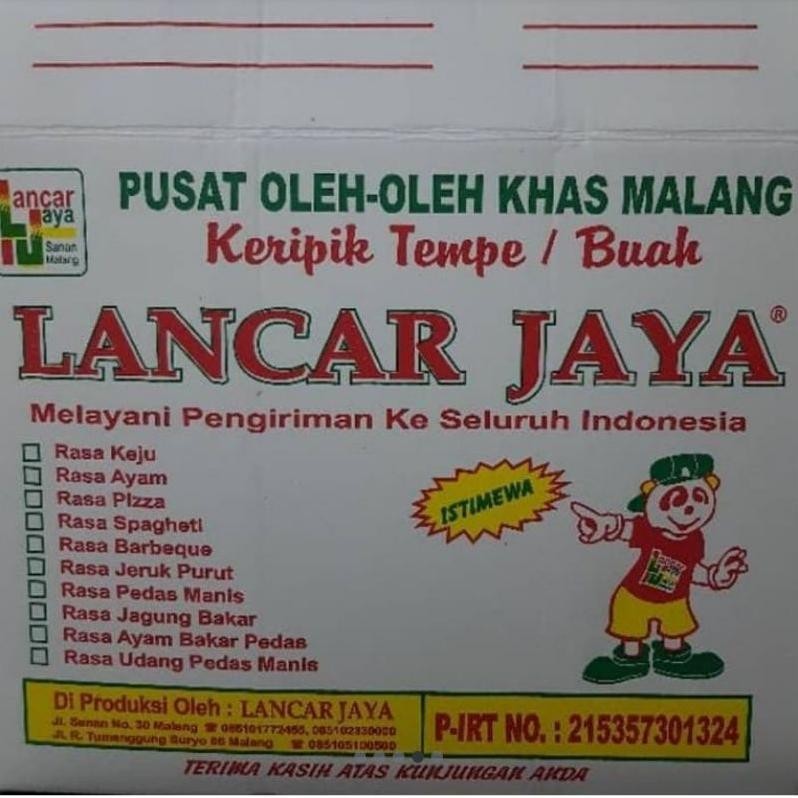 Lancar
Jaya
Sanan
Malang
PUSAT OLEH-OLEH KHAS MALANG
Keripik Tempe / Buah
LANCAR JAYA®
Melayani Pengiriman Ke Seluruh Indonesia
Rasa Keju
Rasa Ayam
Rasa Pizza
Rasa Spagheti
Rasa Barbeque
Rasa Jeruk Purut
Rasa Pedas Manis
Rasa Jagung Bakar
Rasa Ayam Bakar Pedas
Rasa Udang Pedas Manis
ISTIMEWA
Lancar
Di Produksi Oleh : LANCAR JAYA
Jl. Sanan No. 30 Malang ☎ 085101772455,
Jl. R. Tumenggung Suryo 86 Malang ☎ 085105100500
P-IRT NO. : 215357301324
TERIMA KASIH ATAS KUNJUNGAN ANDA